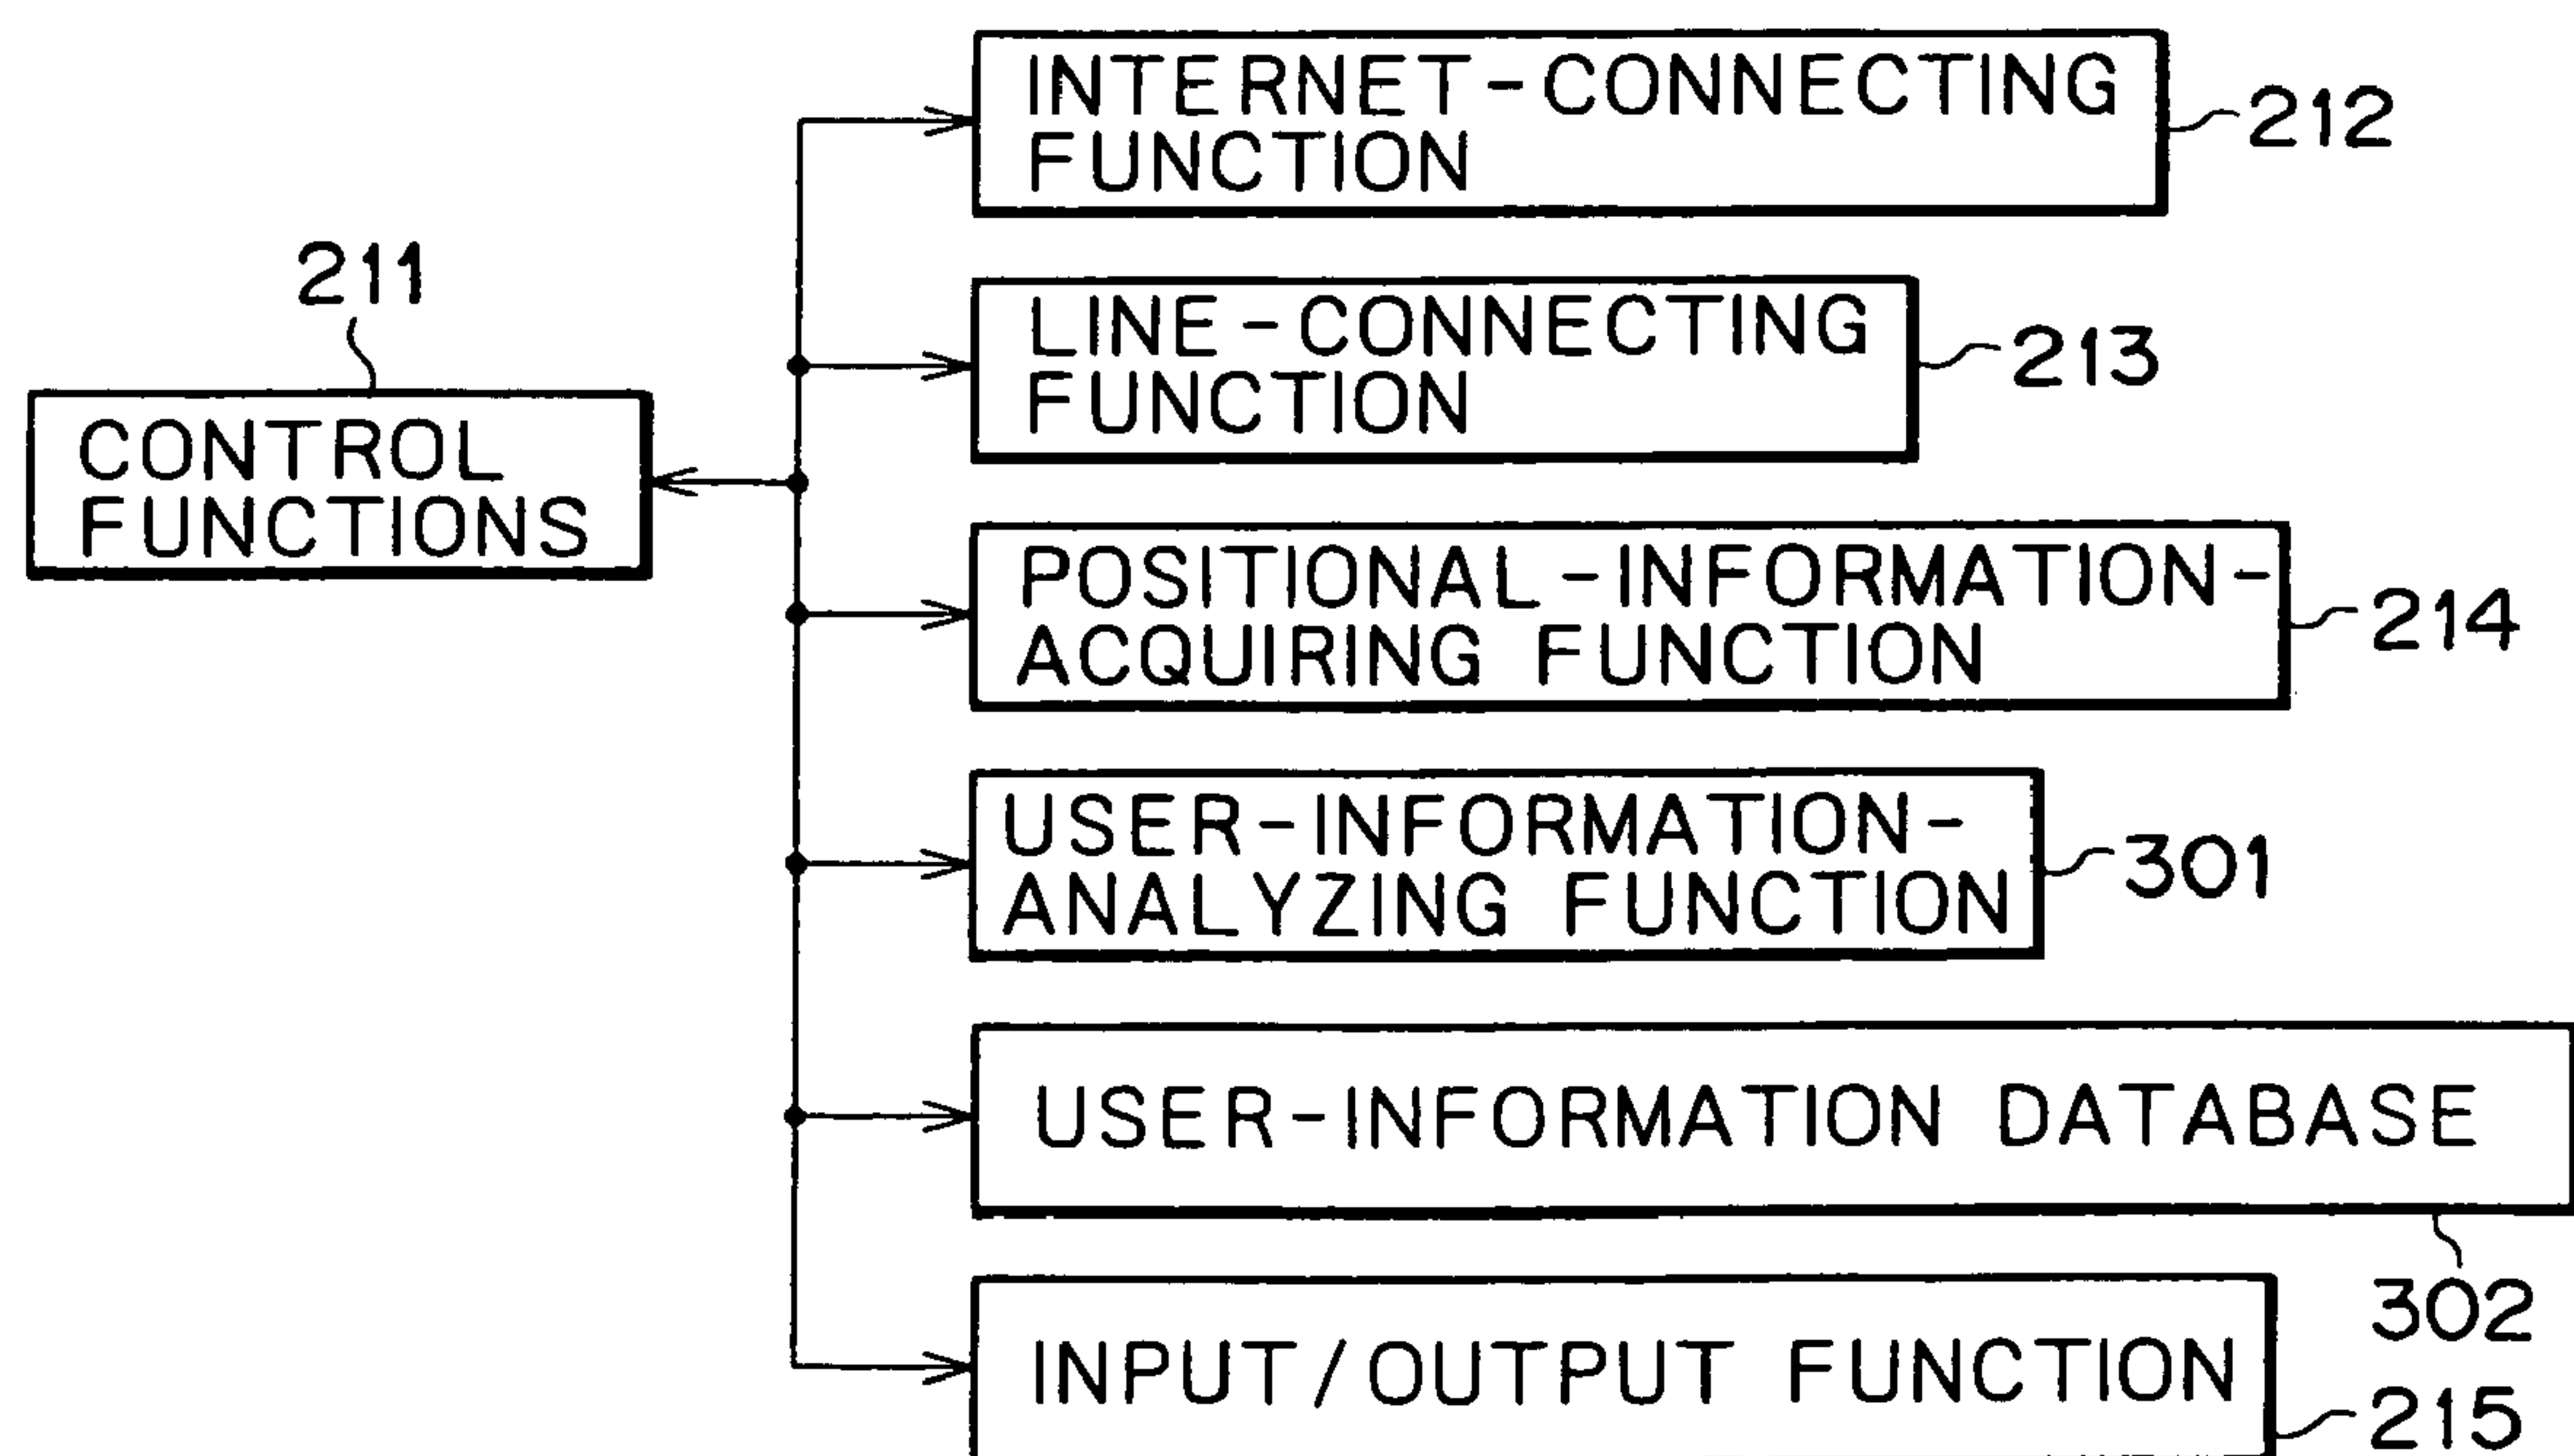 INTERNET-CONNECTING
FUNCTION
212
211
LINE-CONNECTING
FUNCTION
213
CONTROL
FUNCTIONS
POSITIONAL-INFORMATION-
ACQUIRING FUNCTION
214
USER-INFORMATION-
ANALYZING FUNCTION
301
USER-INFORMATION DATABASE
302
INPUT/OUTPUT FUNCTION
215